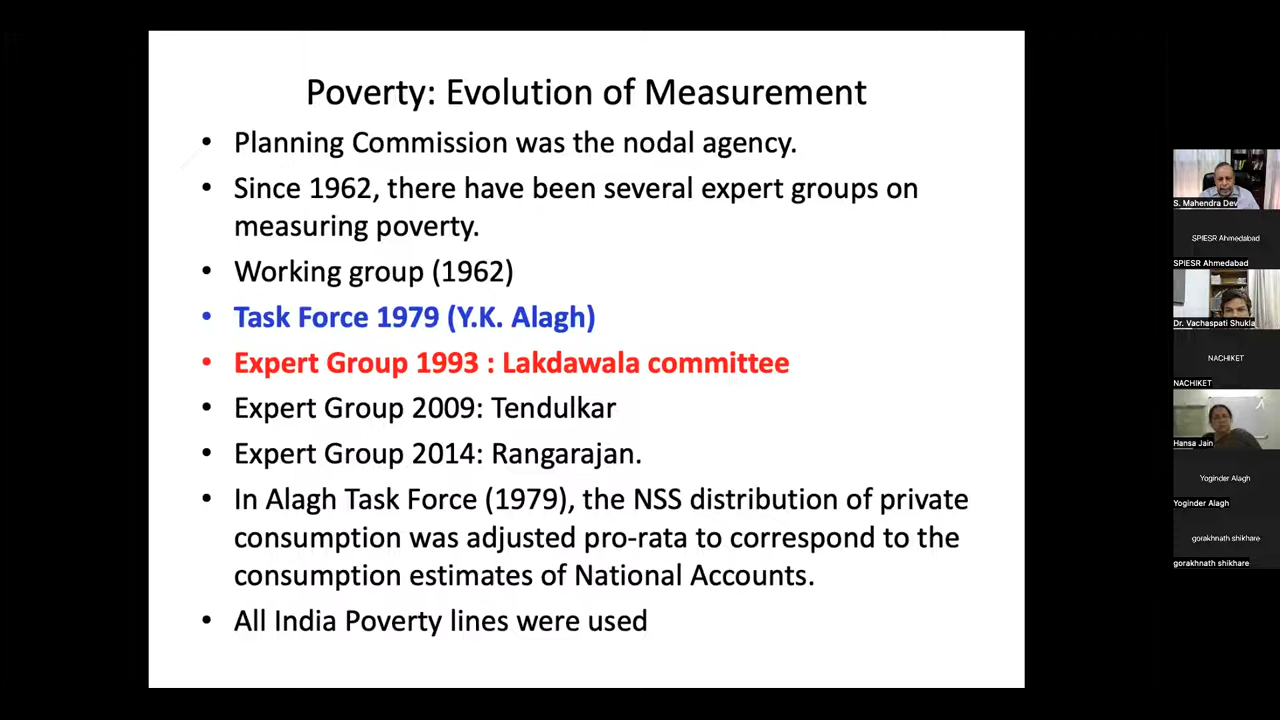 Poverty: Evolution of Measurement
• Planning Commission was the nodal agency.
• Since 1962, there have been several expert groups on
measuring poverty.
• Working group (1962)
• Task Force 1979 (Y.K. Alagh)
• Expert Group 1993 : Lakdawala committee
• Expert Group 2009: Tendulkar
• Expert Group 2014: Rangarajan.
• In Alagh Task Force (1979), the NSS distribution of private
consumption was adjusted pro-rata to correspond to the
consumption estimates of National Accounts.
• All India Poverty lines were used
S. Mahendra Dev
SPIESR Ahmedabad
SPIESR Ahmedabad
Dr. Vachaspati Shukla
NACHIKET
NACHIKET
Hansa Jain
Yoginder Alagh
Yoginder Alagh
gorakhnath shikhare
gorakhnath shikhare